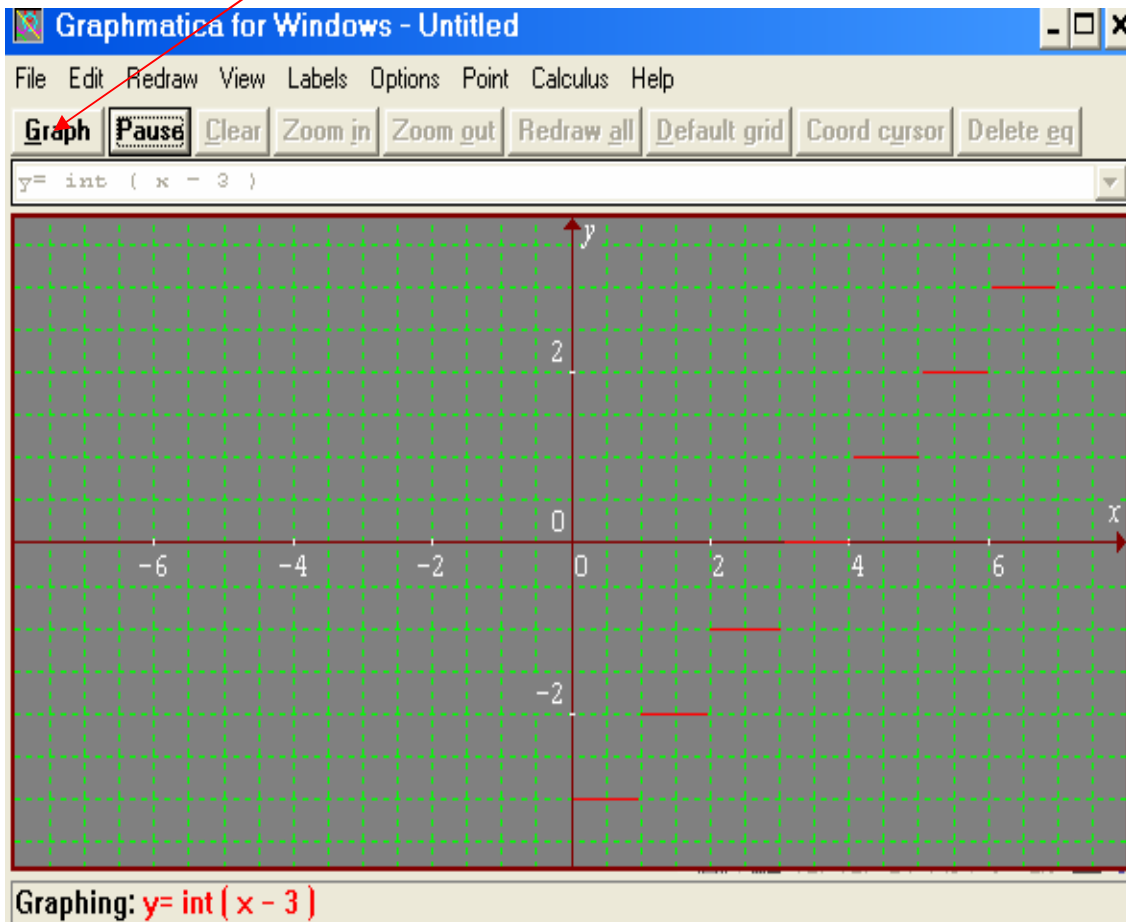 Graphmatica for Windows - Untitled
File Edit Redraw View Labels Options Point Calculus Help
Graph Pause Clear Zoom in Zoom out Redraw all Default grid Coord cursor Delete eq
y= int ( x - 3 )
y
2
0
x
-6 -4 -2 0 2 4 6
-2
Graphing: y= int ( x - 3 )